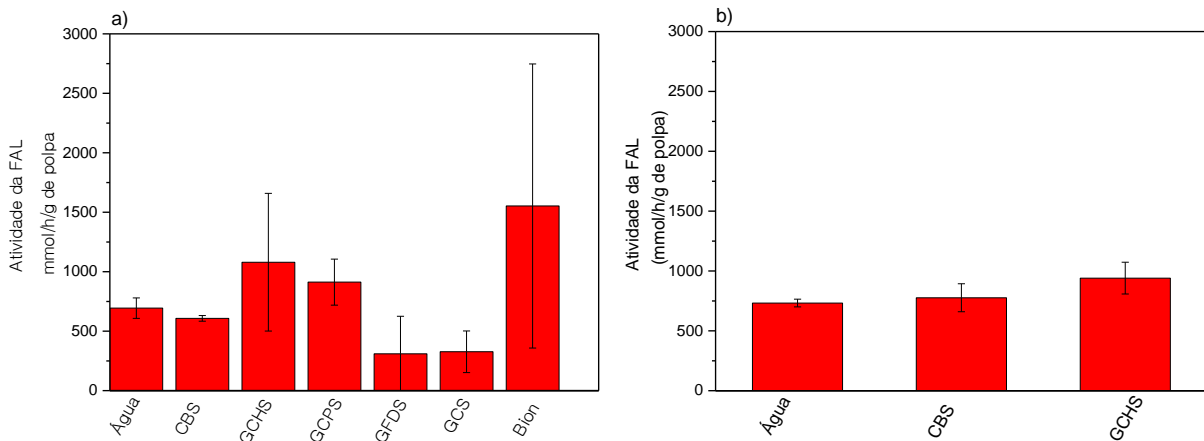 a)
3000
2500
2000
1500
1000
500
0
Atividade da FAL
mmol/h/g de polpa
Água
CBS
GCHS
GCPS
GFDS
GCS
Bion
b)
3000
2500
2000
1500
1000
500
0
Atividade da FAL
(mmol/h/g de polpa)
Água
CBS
GCHS